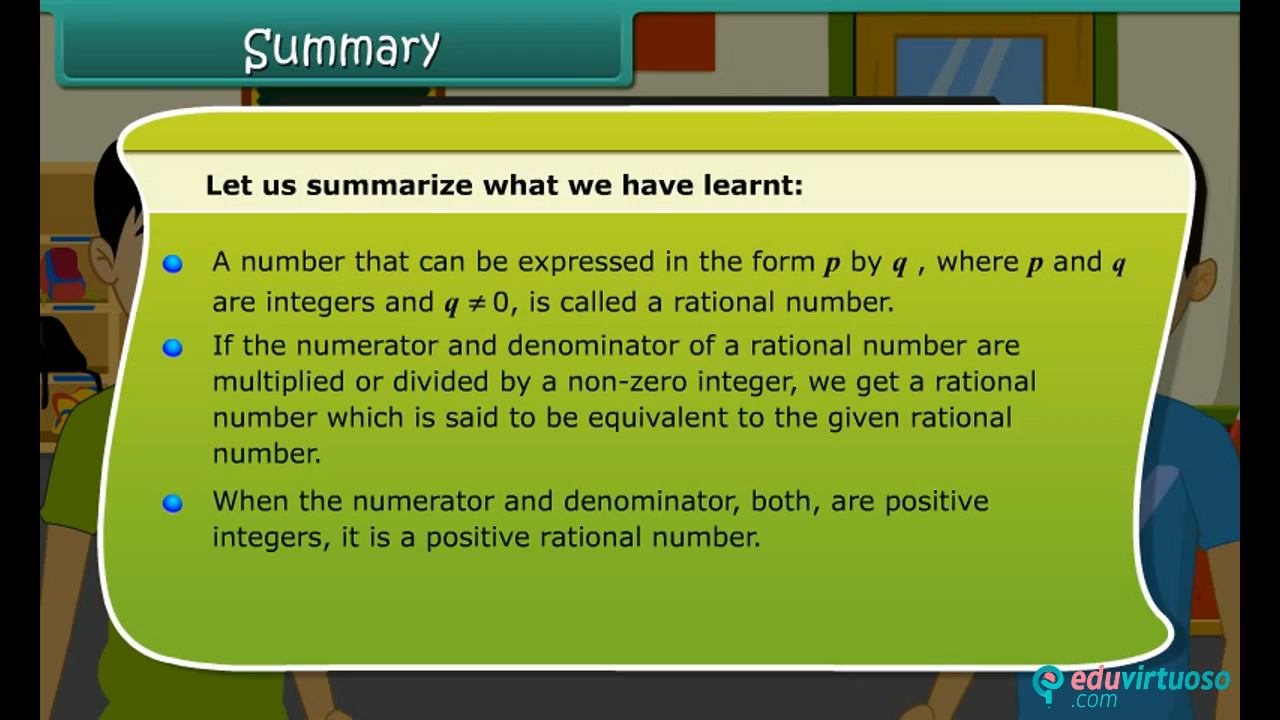 Summary
Let us summarize what we have learnt:
A number that can be expressed in the form p by q , where p and q
are integers and q ≠ 0, is called a rational number.
If the numerator and denominator of a rational number are
multiplied or divided by a non-zero integer, we get a rational
number which is said to be equivalent to the given rational
number.
When the numerator and denominator, both, are positive
integers, it is a positive rational number.
eduvirtuoso
.com